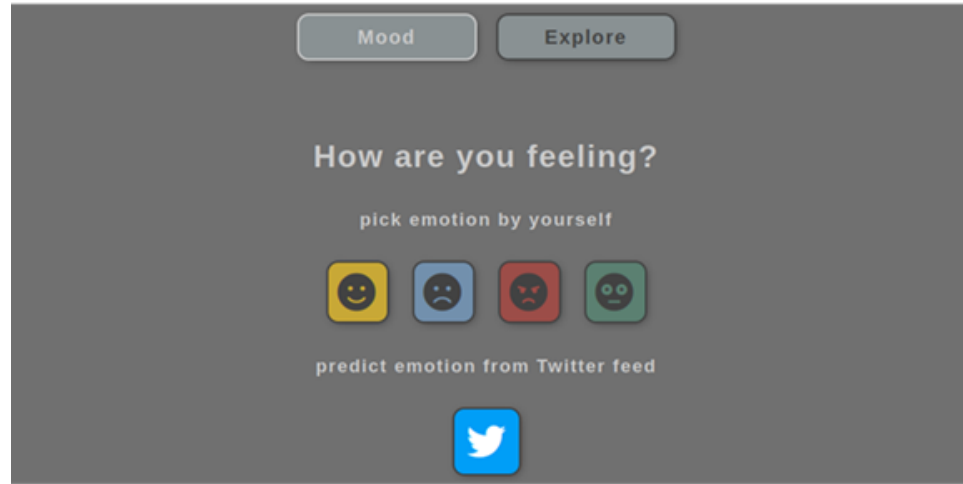 Mood Explore
How are you feeling?
pick emotion by yourself
predict emotion from Twitter feed